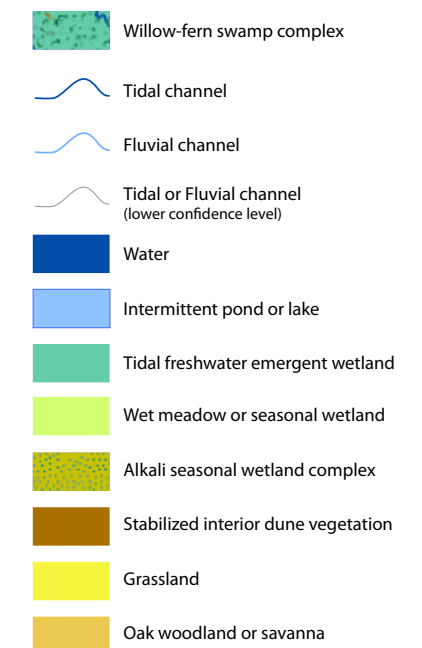 Willow-fern swamp complex
Tidal channel
Fluvial channel
Tidal or Fluvial channel
(lower confidence level)
Water
Intermittent pond or lake
Tidal freshwater emergent wetland
Wet meadow or seasonal wetland
Alkali seasonal wetland complex
Stabilized interior dune vegetation
Grassland
Oak woodland or savanna